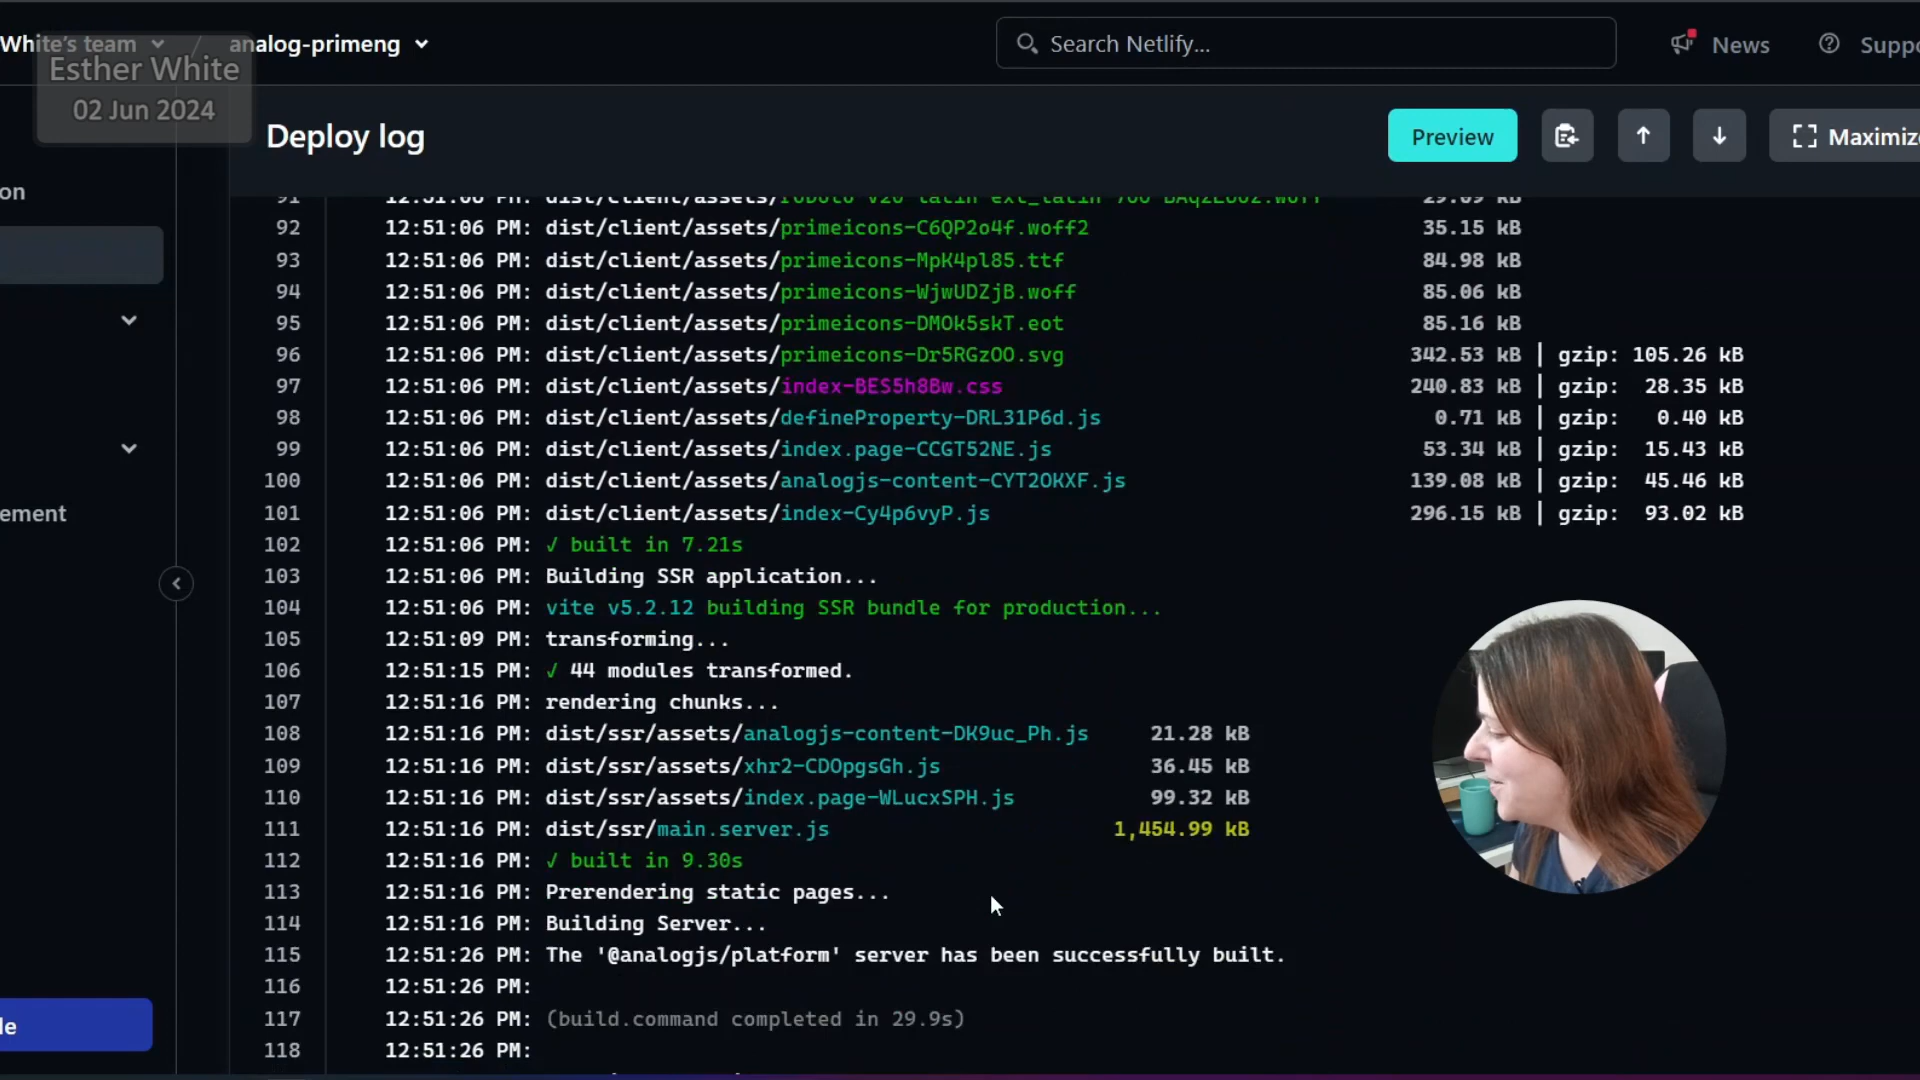 White's team / analog-primeng
Search Netlify...
News
Suppo
Esther White
02 Jun 2024
Deploy log
Preview
Maximize
on
ement
le
92 12:51:06 PM: dist/client/assets/primeicons-C6QP2o4f.woff2 35.15 kB
93 12:51:06 PM: dist/client/assets/primeicons-MpK4pl85.ttf 84.98 kB
94 12:51:06 PM: dist/client/assets/primeicons-WjwUDZjB.woff 85.06 kB
95 12:51:06 PM: dist/client/assets/primeicons-DMOk5skT.eot 85.16 kB
96 12:51:06 PM: dist/client/assets/primeicons-Dr5RGzOO.svg 342.53 kB | gzip: 105.26 kB
97 12:51:06 PM: dist/client/assets/index-BES5h8Bw.css 240.83 kB | gzip: 28.35 kB
98 12:51:06 PM: dist/client/assets/defineProperty-DRL31P6d.js 0.71 kB | gzip: 0.40 kB
99 12:51:06 PM: dist/client/assets/index.page-CCGT52NE.js 53.34 kB | gzip: 15.43 kB
100 12:51:06 PM: dist/client/assets/analogjs-content-CYT2OKXF.js 139.08 kB | gzip: 45.46 kB
101 12:51:06 PM: dist/client/assets/index-Cy4p6vyP.js 296.15 kB | gzip: 93.02 kB
102 12:51:06 PM: ✓ built in 7.21s
103 12:51:06 PM: Building SSR application...
104 12:51:06 PM: vite v5.2.12 building SSR bundle for production...
105 12:51:09 PM: transforming...
106 12:51:15 PM: ✓ 44 modules transformed.
107 12:51:16 PM: rendering chunks...
108 12:51:16 PM: dist/ssr/assets/analogjs-content-DK9uc_Ph.js 21.28 kB
109 12:51:16 PM: dist/ssr/assets/xhr2-CDOpgsGh.js 36.45 kB
110 12:51:16 PM: dist/ssr/assets/index.page-WLucxSPH.js 99.32 kB
111 12:51:16 PM: dist/ssr/main.server.js 1,454.99 kB
112 12:51:16 PM: ✓ built in 9.30s
113 12:51:16 PM: Prerendering static pages...
114 12:51:16 PM: Building Server...
115 12:51:26 PM: The '@analogjs/platform' server has been successfully built.
116 12:51:26 PM:
117 12:51:26 PM: (build.command completed in 29.9s)
118 12:51:26 PM: